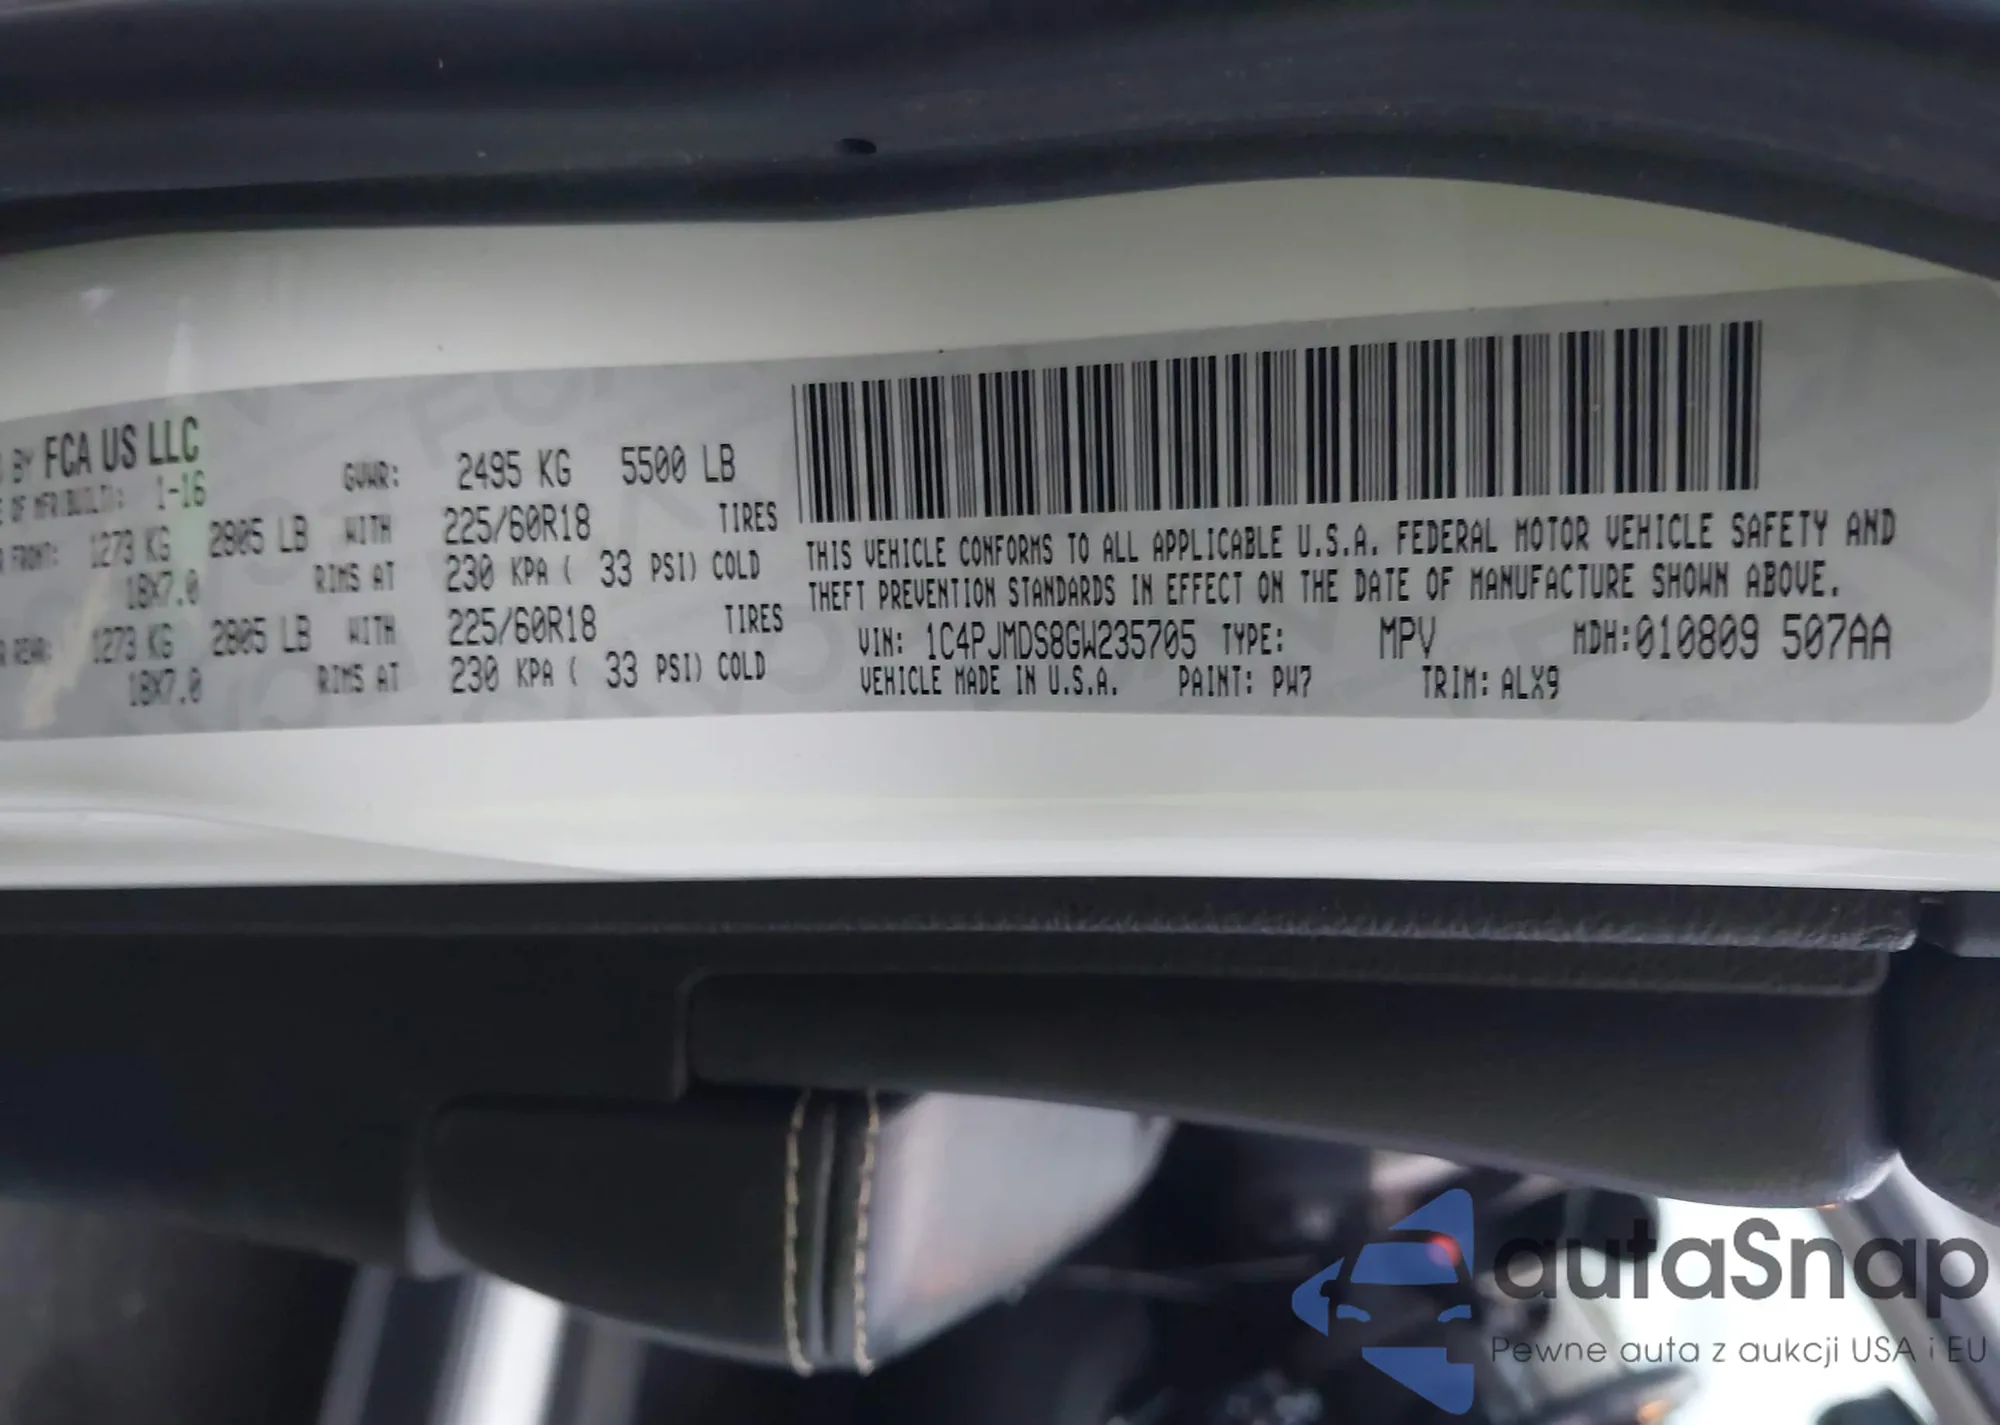 BY FCA US LLC
OF MFR(BUILT): 1-16
GVWR: 2495 KG 5500 LB
FRONT: 1273 KG 2805 LB WITH 225/60R18 TIRES
18X7.0 RIMS AT 230 KPA ( 33 PSI) COLD
REAR: 1273 KG 2805 LB WITH 225/60R18 TIRES
18X7.0 RIMS AT 230 KPA ( 33 PSI) COLD
THIS VEHICLE CONFORMS TO ALL APPLICABLE U.S.A. FEDERAL MOTOR VEHICLE SAFETY AND
THEFT PREVENTION STANDARDS IN EFFECT ON THE DATE OF MANUFACTURE SHOWN ABOVE.
VIN: 1C4PJMDS8GW235705 TYPE: MPV MDH:010809 507AA
VEHICLE MADE IN U.S.A. PAINT: PW7 TRIM: ALX9
autaSnap
Pewne auta z aukcji USA i EU